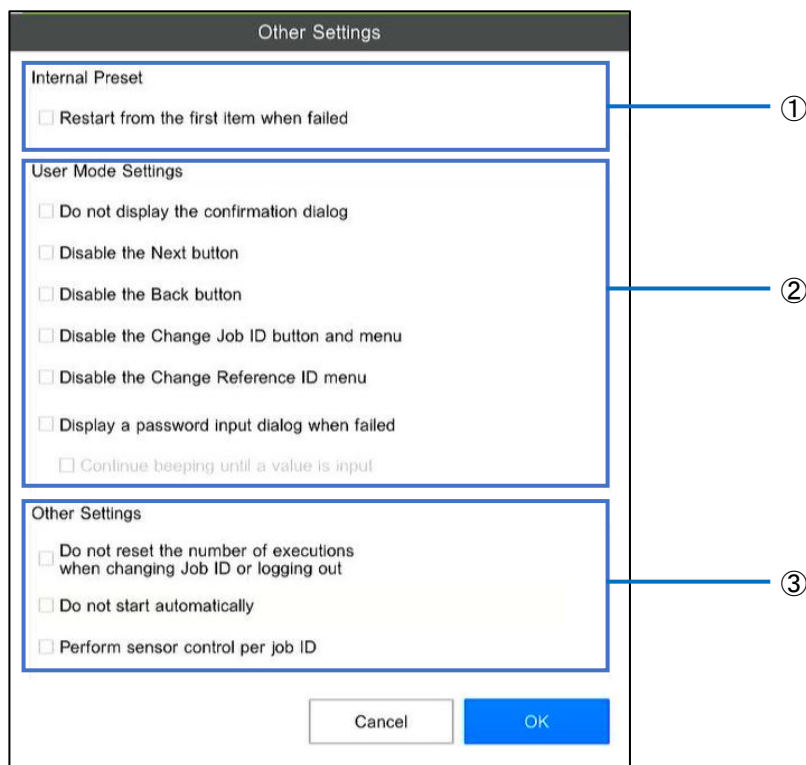 Other Settings
Internal Preset
①
Restart from the first item when failed
User Mode Settings
Do not display the confirmation dialog
Disable the Next button
②
Disable the Back button
Disable the Change Job ID button and menu
Disable the Change Reference ID menu
Display a password input dialog when failed
Continue beeping until a value is input
Other Settings
Do not reset the number of executions
when changing Job ID or logging out
③
Do not start automatically
Perform sensor control per job ID
Cancel
OK